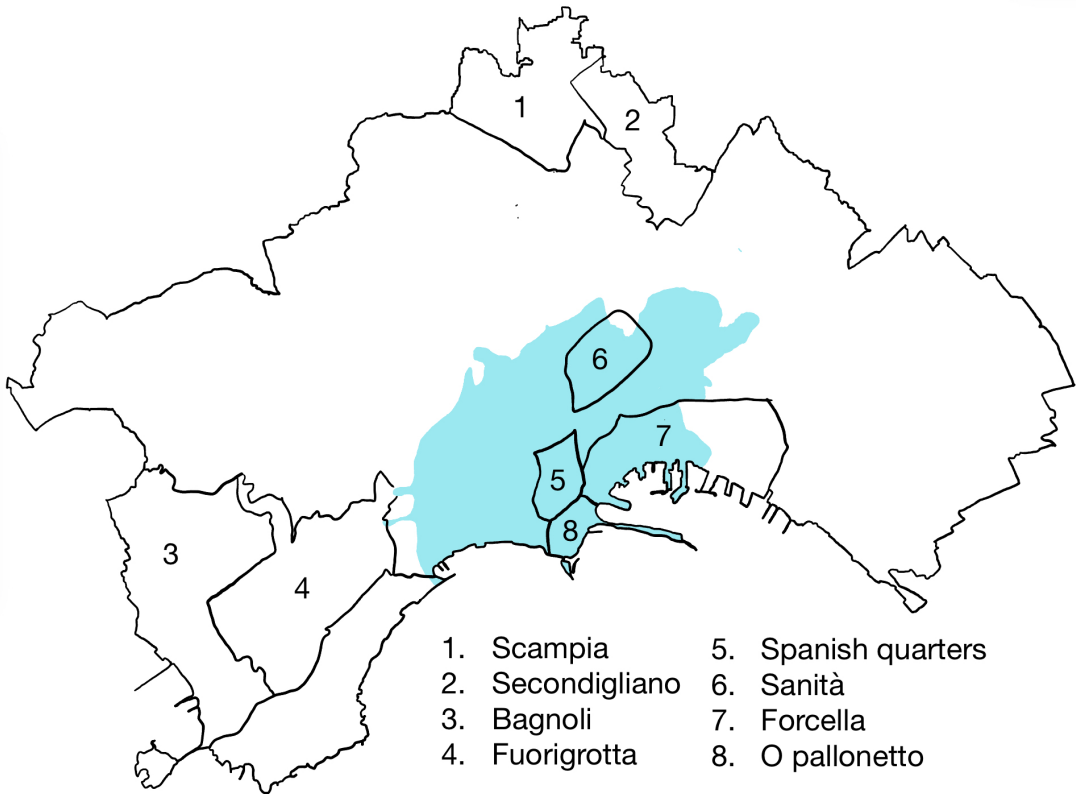 1
2
6
7
5
8
3
4
1. Scampia
2. Secondigliano
3. Bagnoli
4. Fuorigrotta
5. Spanish quarters
6. Sanità
7. Forcella
8. O pallonetto